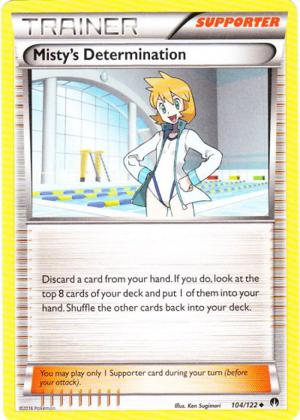 TRAINER SUPPORTER
Misty's Determination
Discard a card from your hand. If you do, look at the
top 8 cards of your deck and put 1 of them into your
hand. Shuffle the other cards back into your deck.
You may play only 1 Supporter card during your turn (before
your attack).
©2016 Pokémon
Illus. Ken Sugimori 104/122